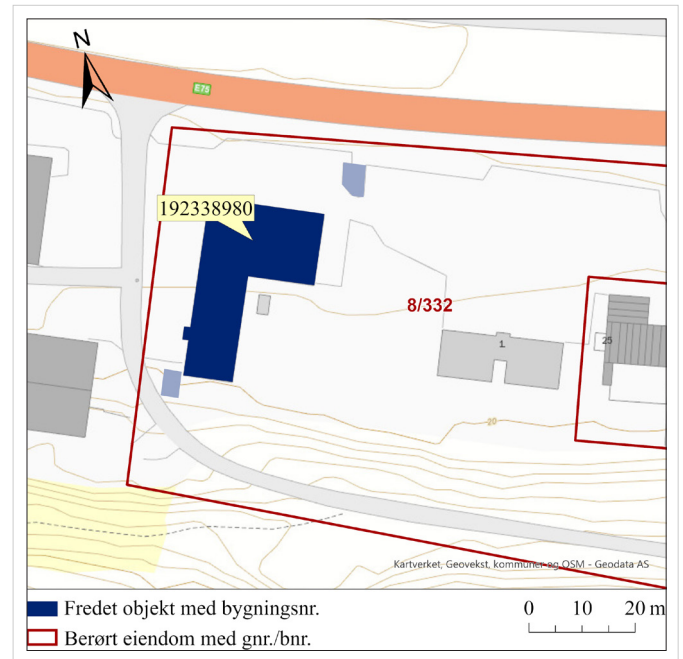 N
E75
192338980
8/332
1.
25
20
Kartverket, Geovekst, kommuner og OSM - Geodata AS
Fredet objekt med bygningsnr.
0 10 20 m
Berørt eiendom med gnr./bnr.